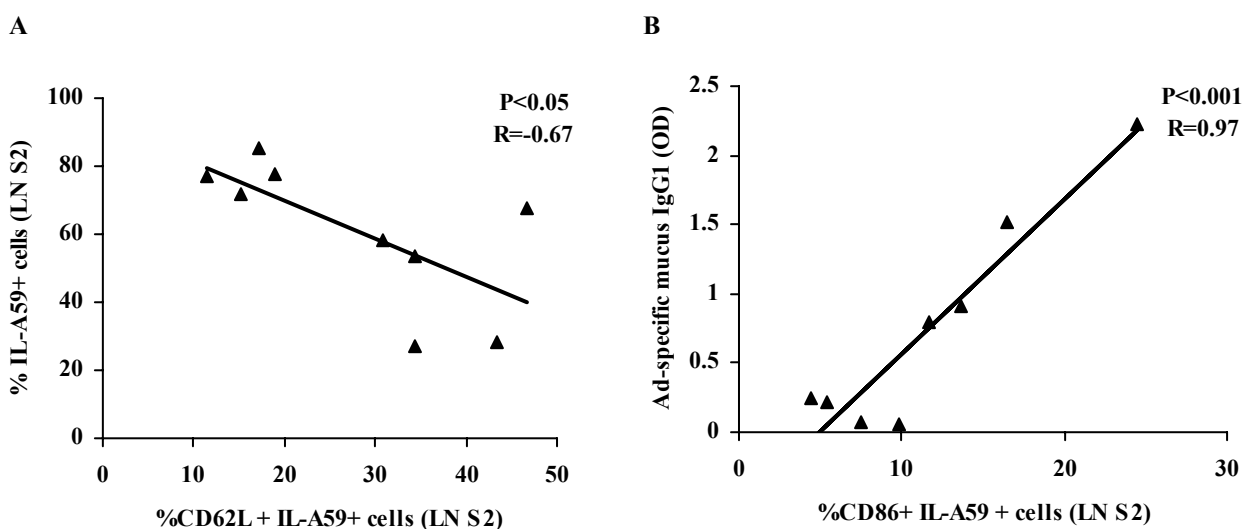 A
P<0.05
R=-0.67
100
80
60
40
20
0
% IL-A59+ cells (LN S2)
0 10 20 30 40 50
%CD62L + IL-A59+ cells (LN S2)
B
P<0.001
R=0.97
2.5
2
1.5
1
0.5
0
Ad-specific mucus IgG1 (OD)
0 10 20 30
%CD86+ IL-A59 + cells (LN S2)